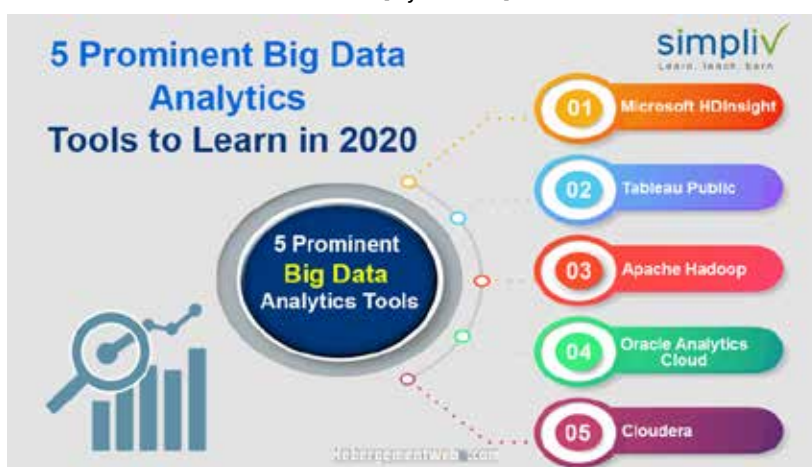 5 Prominent Big Data
Analytics
Tools to Learn in 2020
simpliv
Learn. teach. earn
5 Prominent
Big Data
Analytics Tools
01
Microsoft HDInsight
02
Tableau Public
03
Apache Hadoop
04
Oracle Analytics
Cloud
05
Cloudera